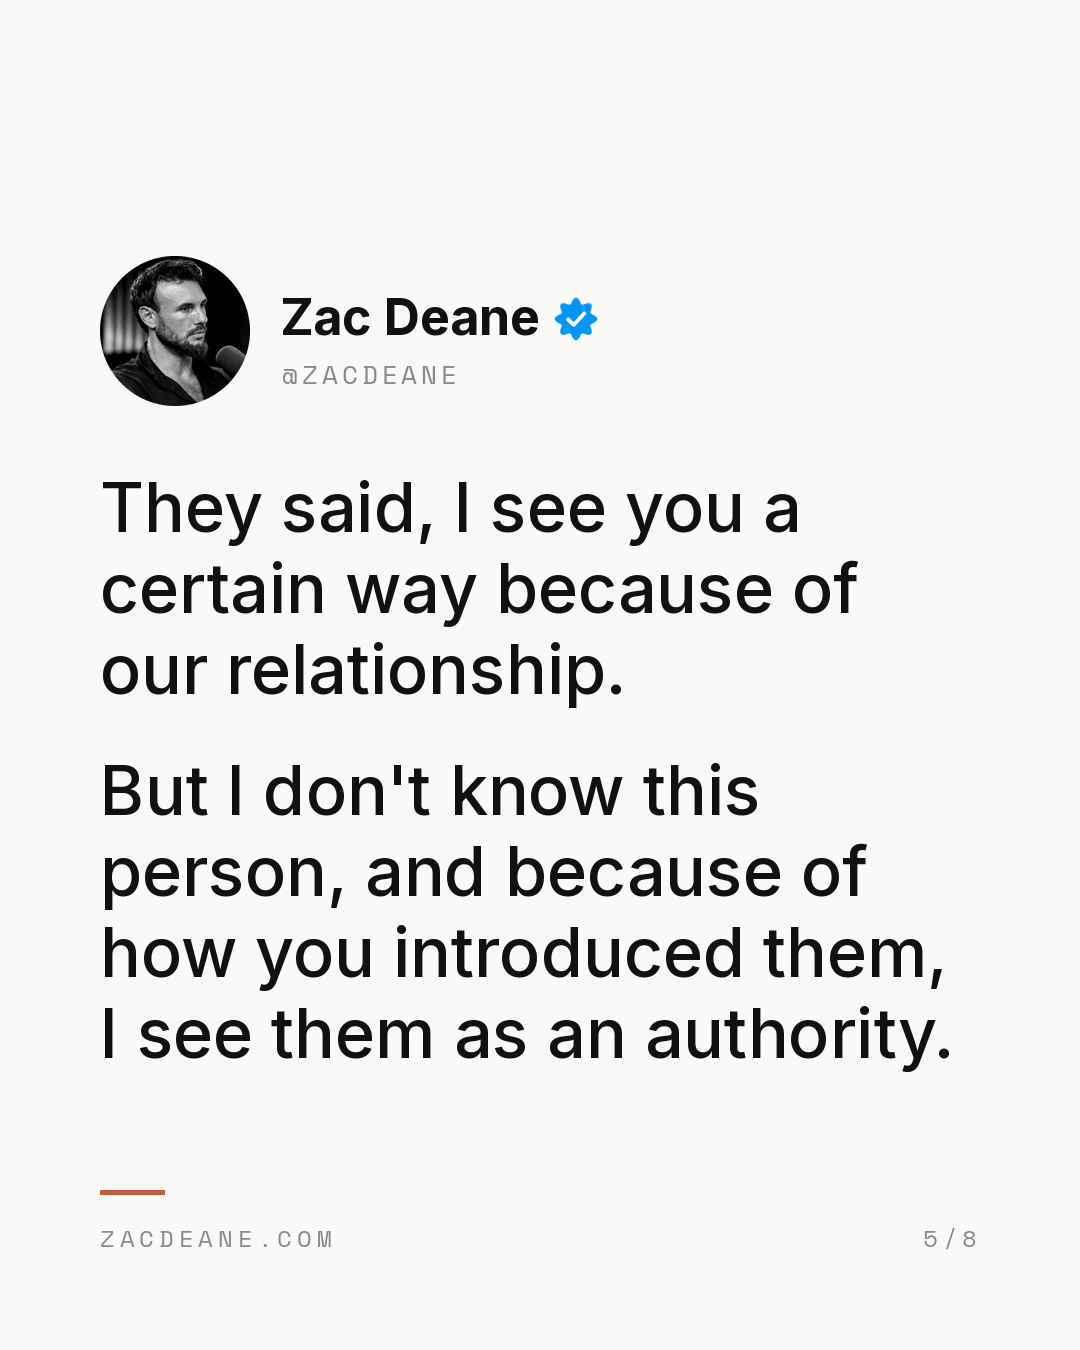 Zac Deane
@ZACDEANE
They said, I see you a
certain way because of
our relationship.
But I don't know this
person, and because of
how you introduced them,
I see them as an authority.
ZACDEANE.COM
5/8